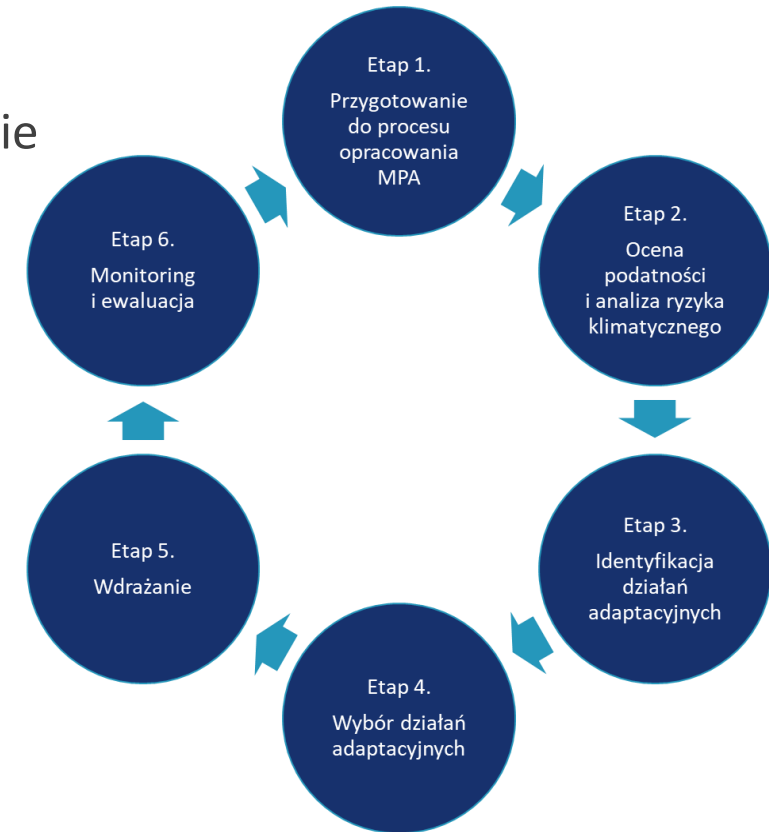 ie
Etap 1.
Przygotowanie
do procesu
opracowania
MPA
Etap 2.
Ocena
podatności
i analiza ryzyka
klimatycznego
Etap 3.
Identyfikacja
działań
adaptacyjnych
Etap 4.
Wybór działań
adaptacyjnych
Etap 5.
Wdrażanie
Etap 6.
Monitoring
i ewaluacja